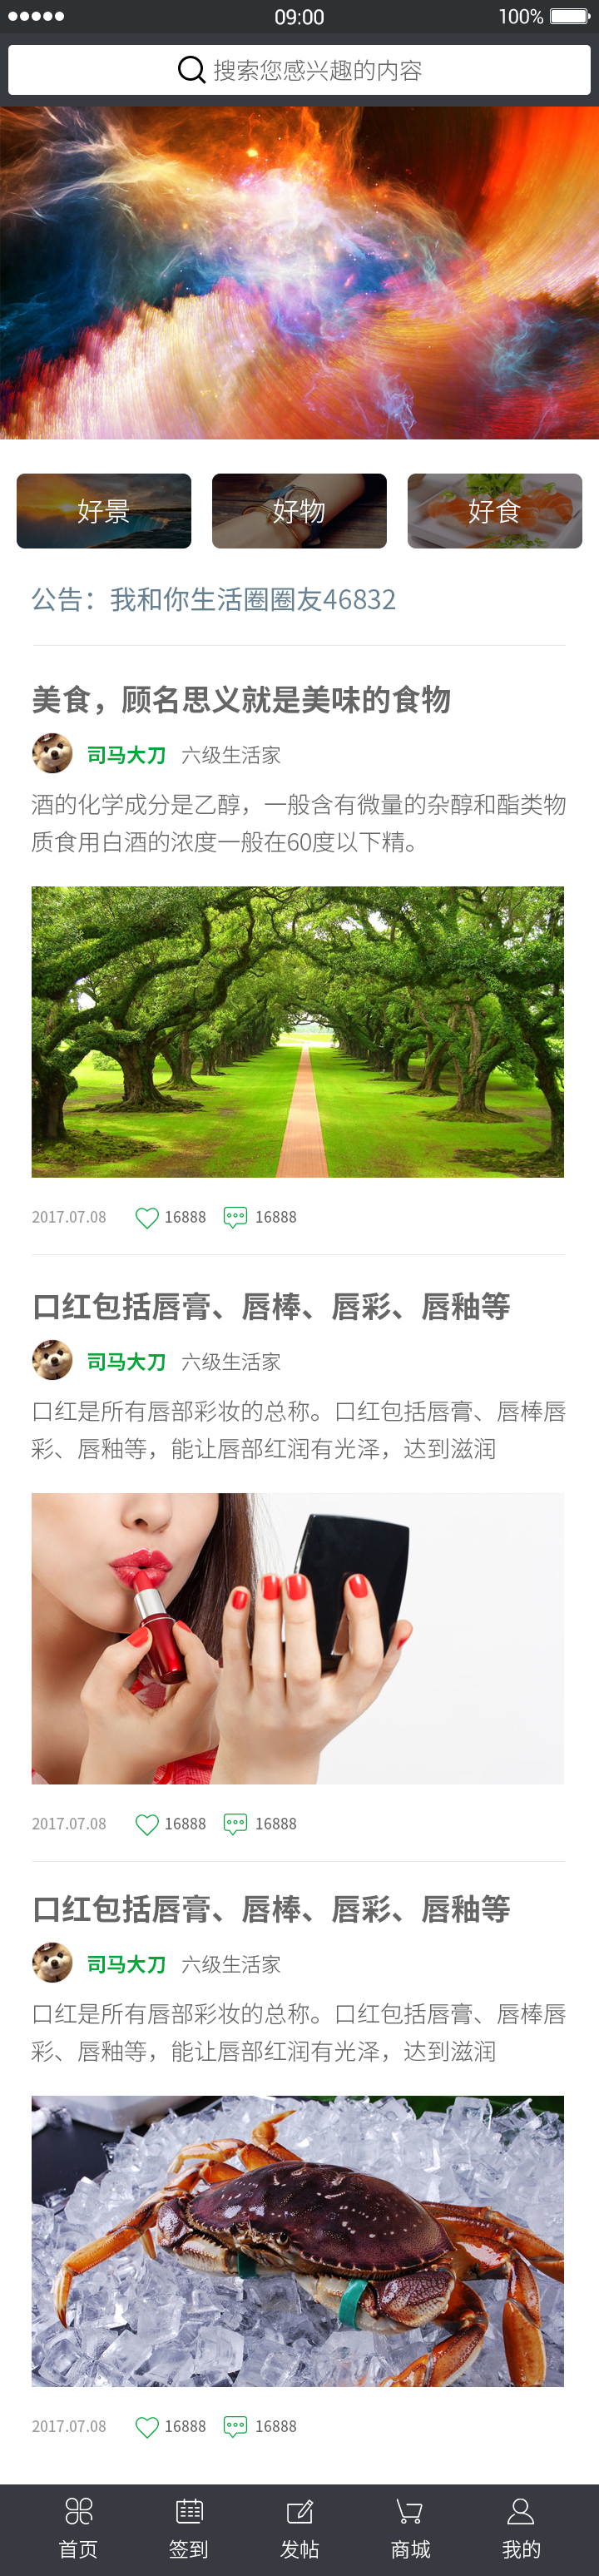 09:00
100%
搜索您感兴趣的内容
好景
好物
好食
公告：我和你生活圈圈友46832
美食，顾名思义就是美味的食物
司马大刀 六级生活家
酒的化学成分是乙醇，一般含有微量的杂醇和酯类物
质食用白酒的浓度一般在60度以下精。
2017.07.08 16888 16888
口红包括唇膏、唇棒、唇彩、唇釉等
司马大刀 六级生活家
口红是所有唇部彩妆的总称。口红包括唇膏、唇棒唇
彩、唇釉等，能让唇部红润有光泽，达到滋润
2017.07.08 16888 16888
口红包括唇膏、唇棒、唇彩、唇釉等
司马大刀 六级生活家
口红是所有唇部彩妆的总称。口红包括唇膏、唇棒唇
彩、唇釉等，能让唇部红润有光泽，达到滋润
2017.07.08 16888 16888
首页 签到 发帖 商城 我的